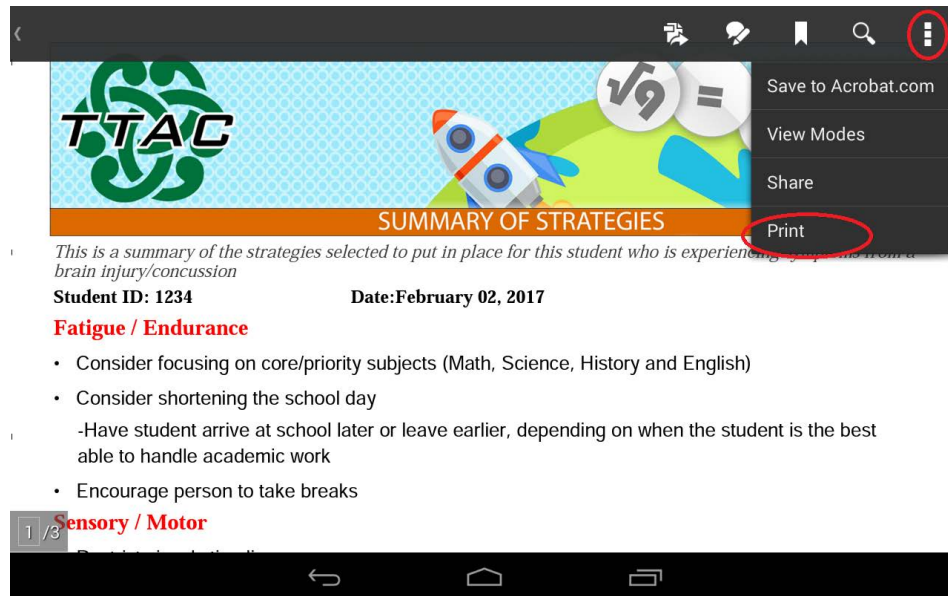 Save to Acrobat.com
View Modes
Share
Print
TTAC
√9 =
SUMMARY OF STRATEGIES
This is a summary of the strategies selected to put in place for this student who is experiencing symptoms from a
brain injury/concussion
Student ID: 1234 Date:February 02, 2017
Fatigue / Endurance
• Consider focusing on core/priority subjects (Math, Science, History and English)
• Consider shortening the school day
-Have student arrive at school later or leave earlier, depending on when the student is the best
able to handle academic work
• Encourage person to take breaks
Sensory / Motor
1 /3